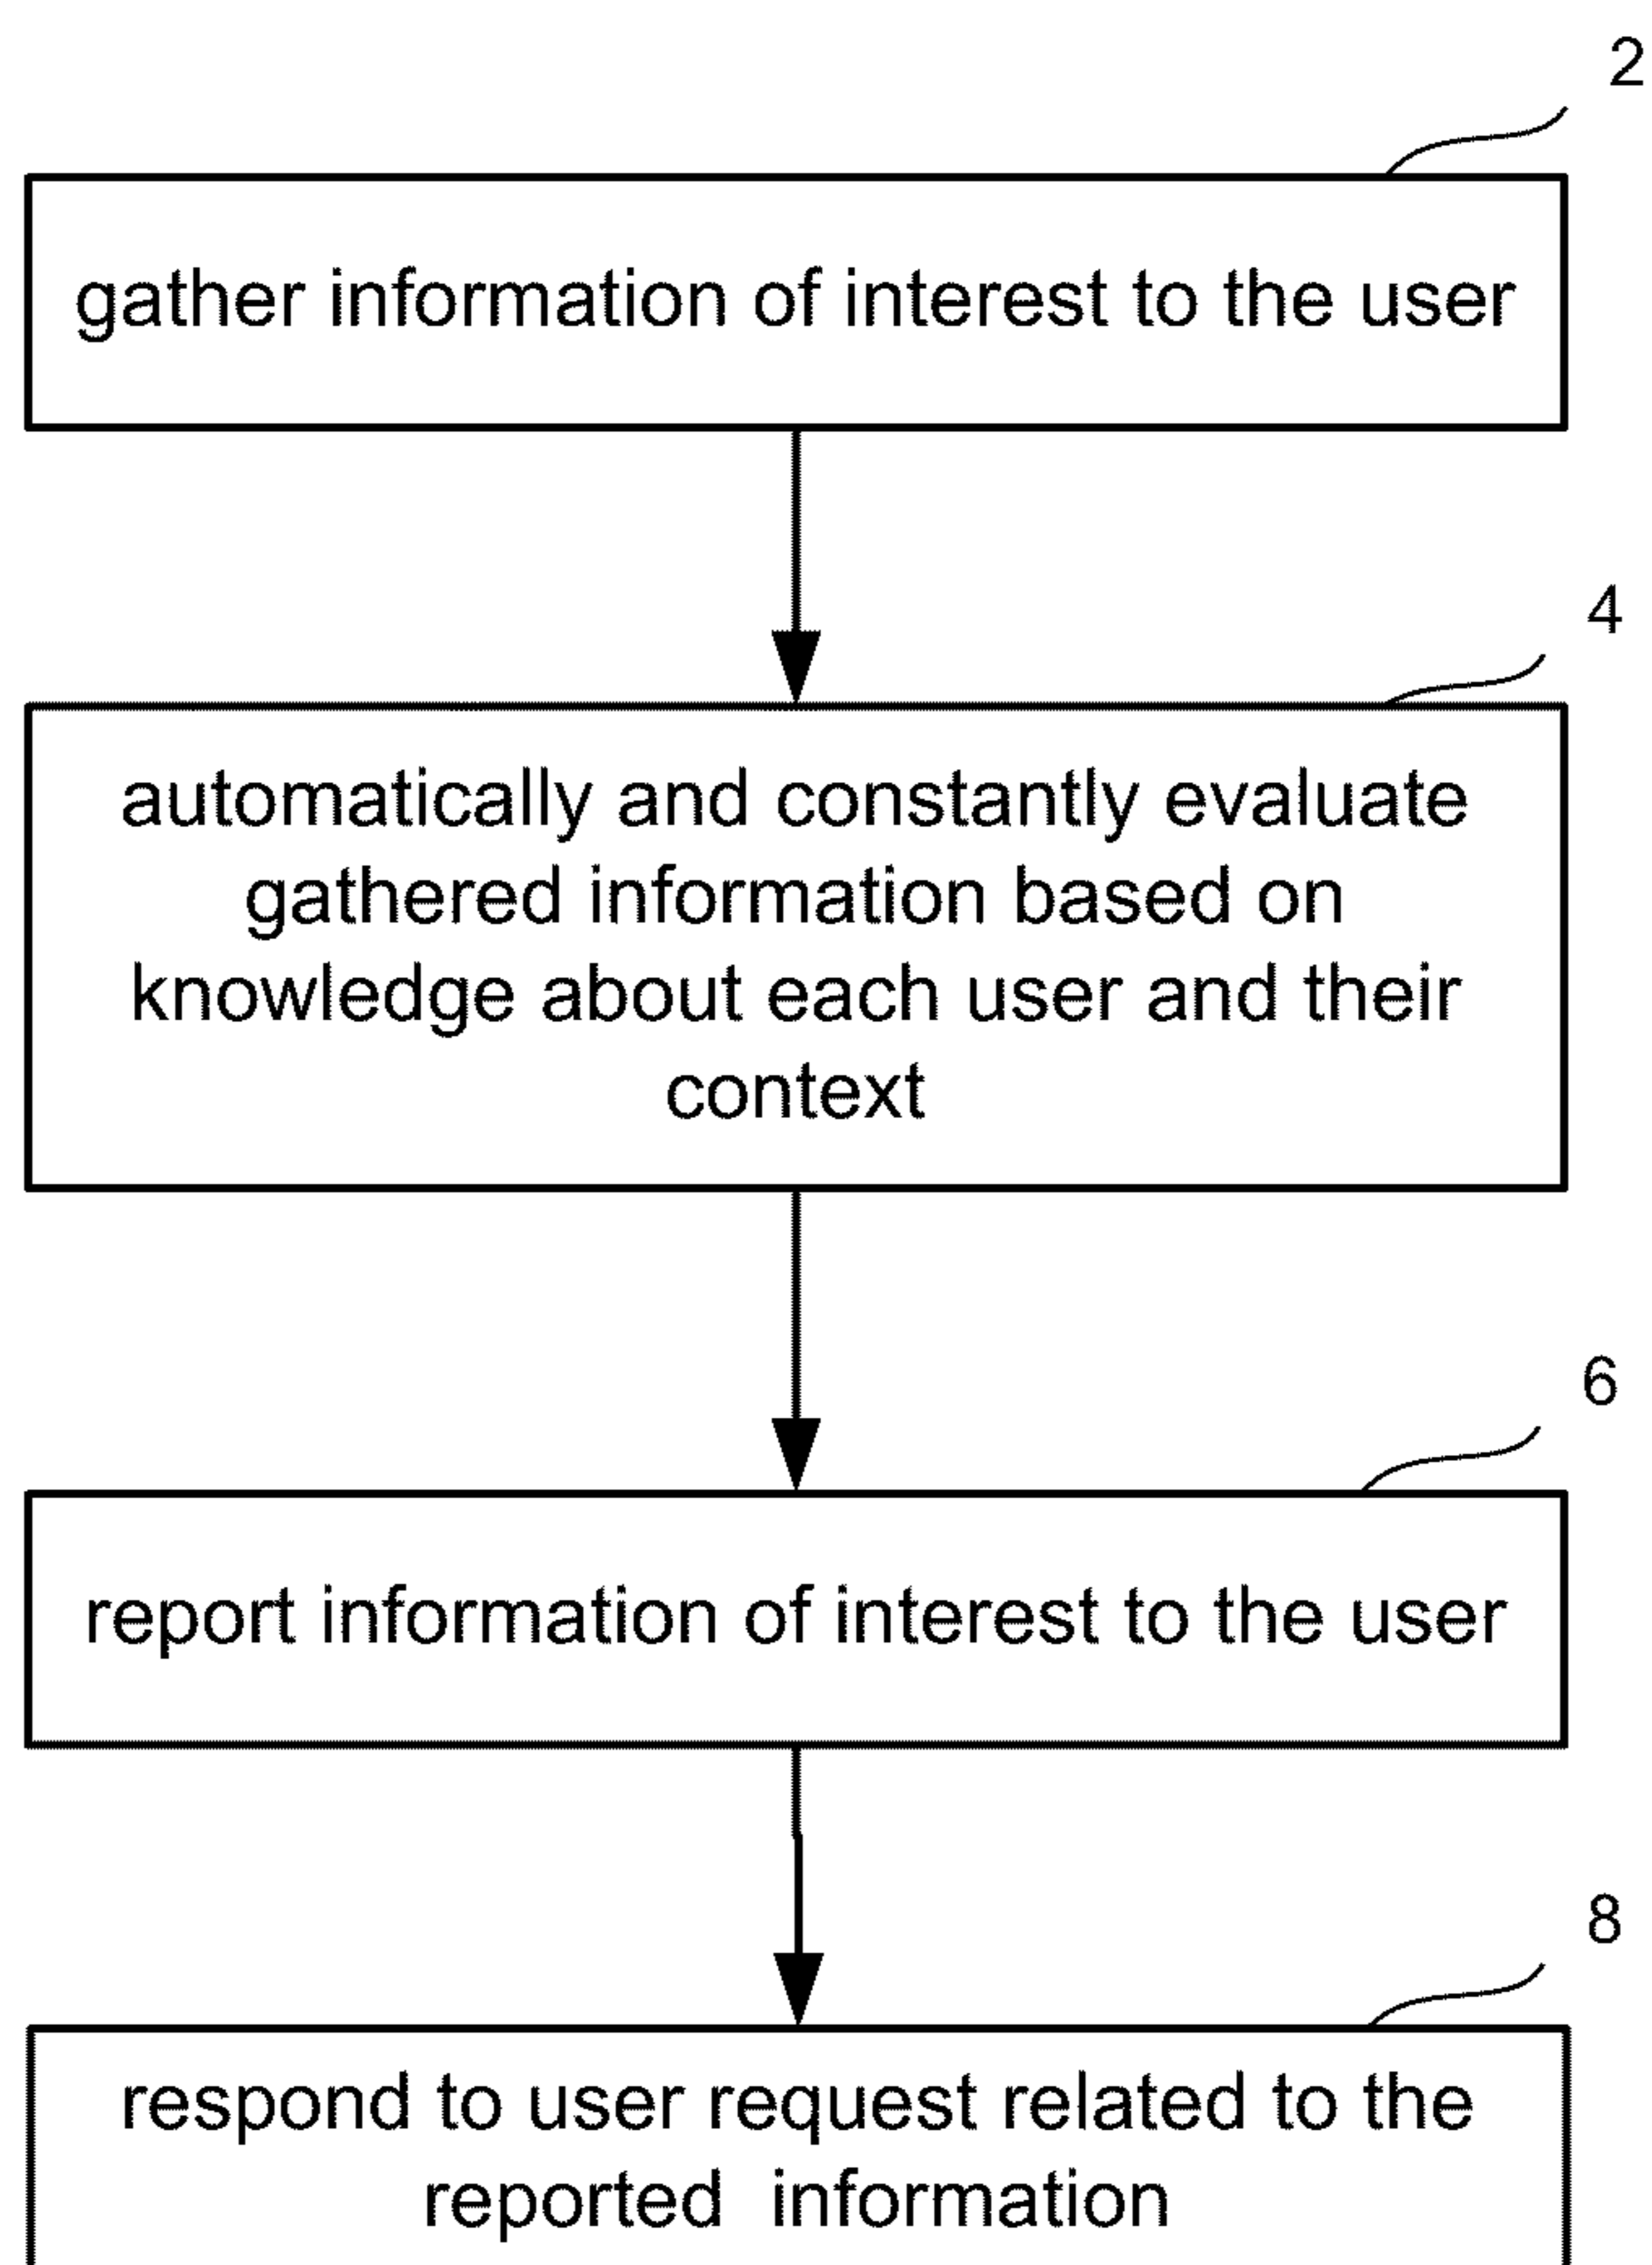 2
gather information of interest to the user
4
automatically and constantly evaluate
gathered information based on
knowledge about each user and their
context
6
report information of interest to the user
8
respond to user request related to the
reported information